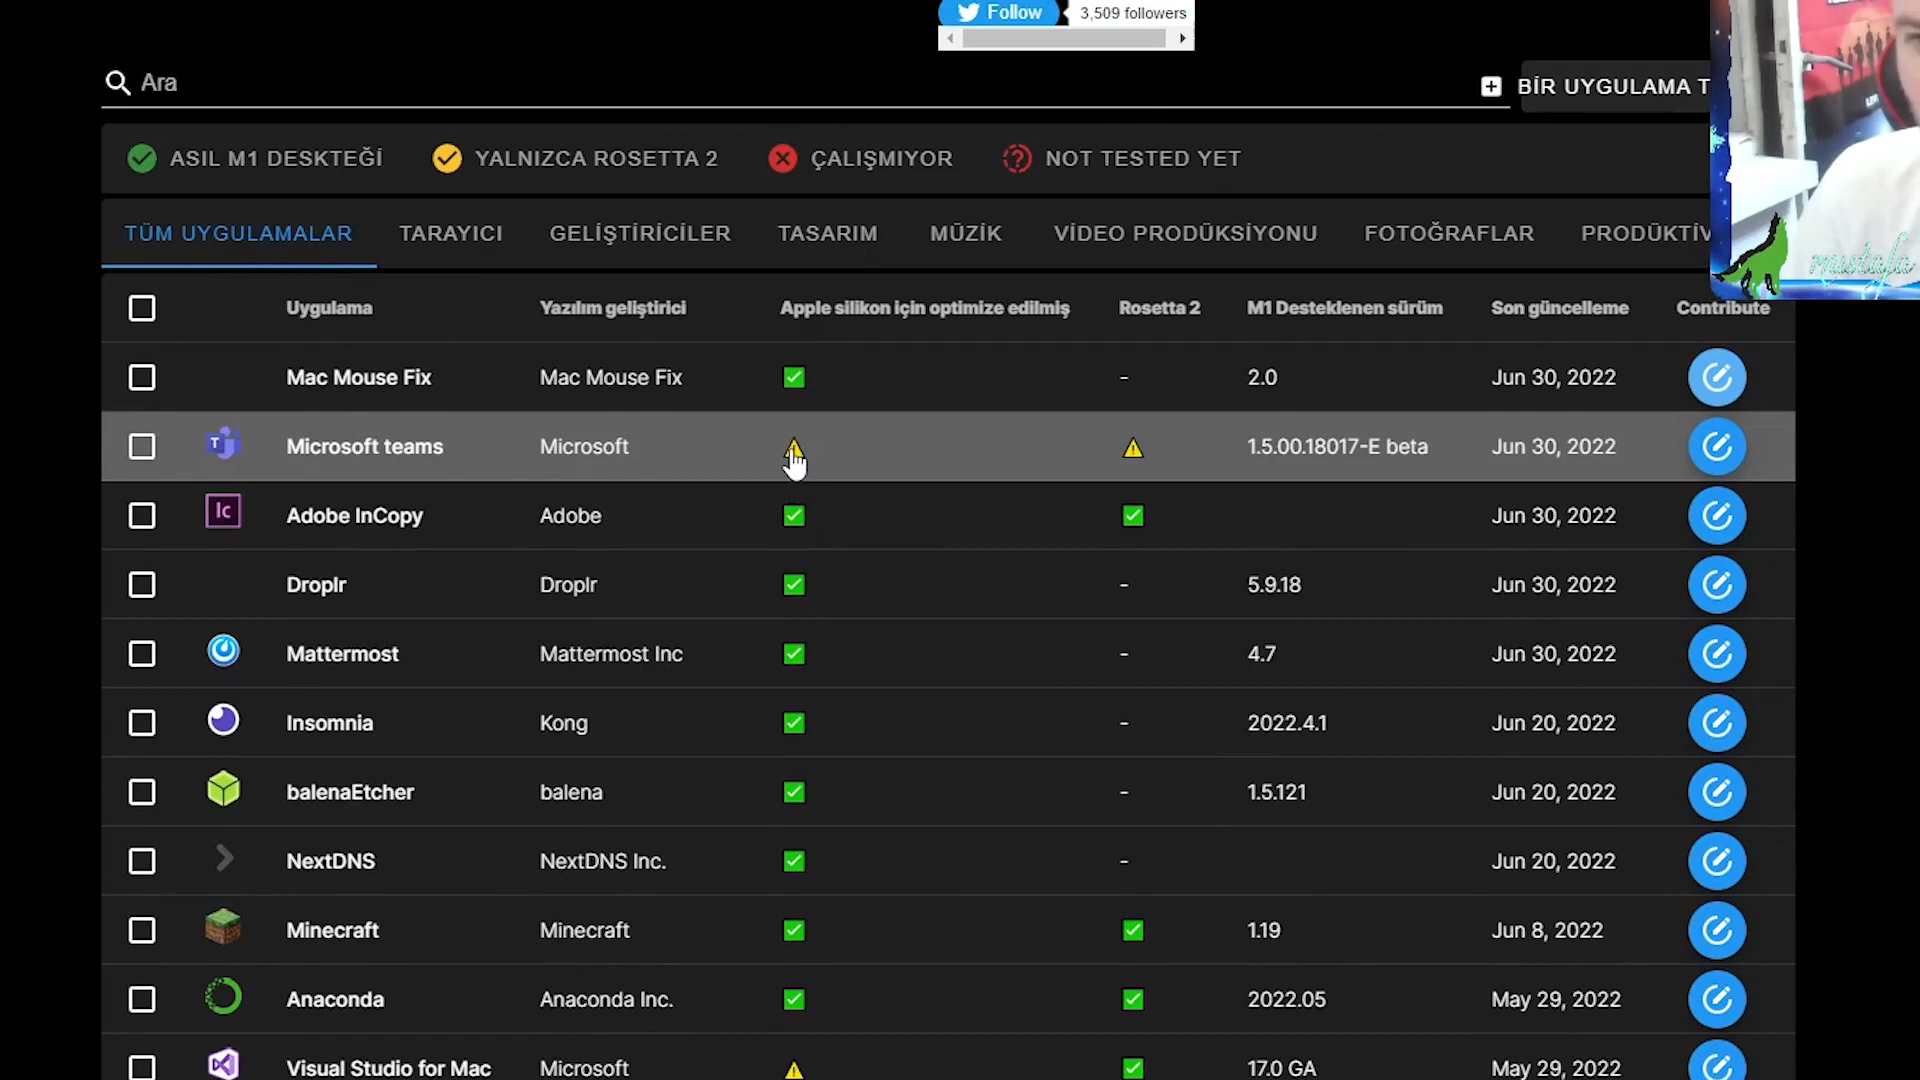 Follow 3,509 followers
Ara
BİR UYGULAMA T
ASIL M1 DESKTEĞİ YALNIZCA ROSETTA 2 ÇALIŞMIYOR NOT TESTED YET
TÜM UYGULAMALAR TARAYICI GELİŞTİRİCİLER TASARIM MÜZİK VİDEO PRODÜKSİYONU FOTOĞRAFLAR PRODÜKTİV
mustafa
Uygulama Yazılım geliştirici Apple silikon için optimize edilmiş Rosetta 2 M1 Desteklenen sürüm Son güncelleme Contribute
Mac Mouse Fix Mac Mouse Fix - 2.0 Jun 30, 2022
T Microsoft teams Microsoft 1.5.00.18017-E beta Jun 30, 2022
Ic Adobe InCopy Adobe Jun 30, 2022
Droplr Droplr - 5.9.18 Jun 30, 2022
Mattermost Mattermost Inc - 4.7 Jun 30, 2022
Insomnia Kong - 2022.4.1 Jun 20, 2022
balenaEtcher balena - 1.5.121 Jun 20, 2022
NextDNS NextDNS Inc. - Jun 20, 2022
Minecraft Minecraft 1.19 Jun 8, 2022
Anaconda Anaconda Inc. 2022.05 May 29, 2022
Visual Studio for Mac Microsoft 17.0 GA May 29, 2022